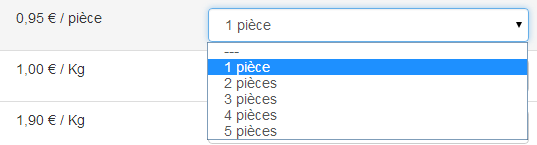 0,95 € / pièce
1 pièce
---
1 pièce
2 pièces
1,00 € / Kg
3 pièces
4 pièces
1,90 € / Kg
5 pièces